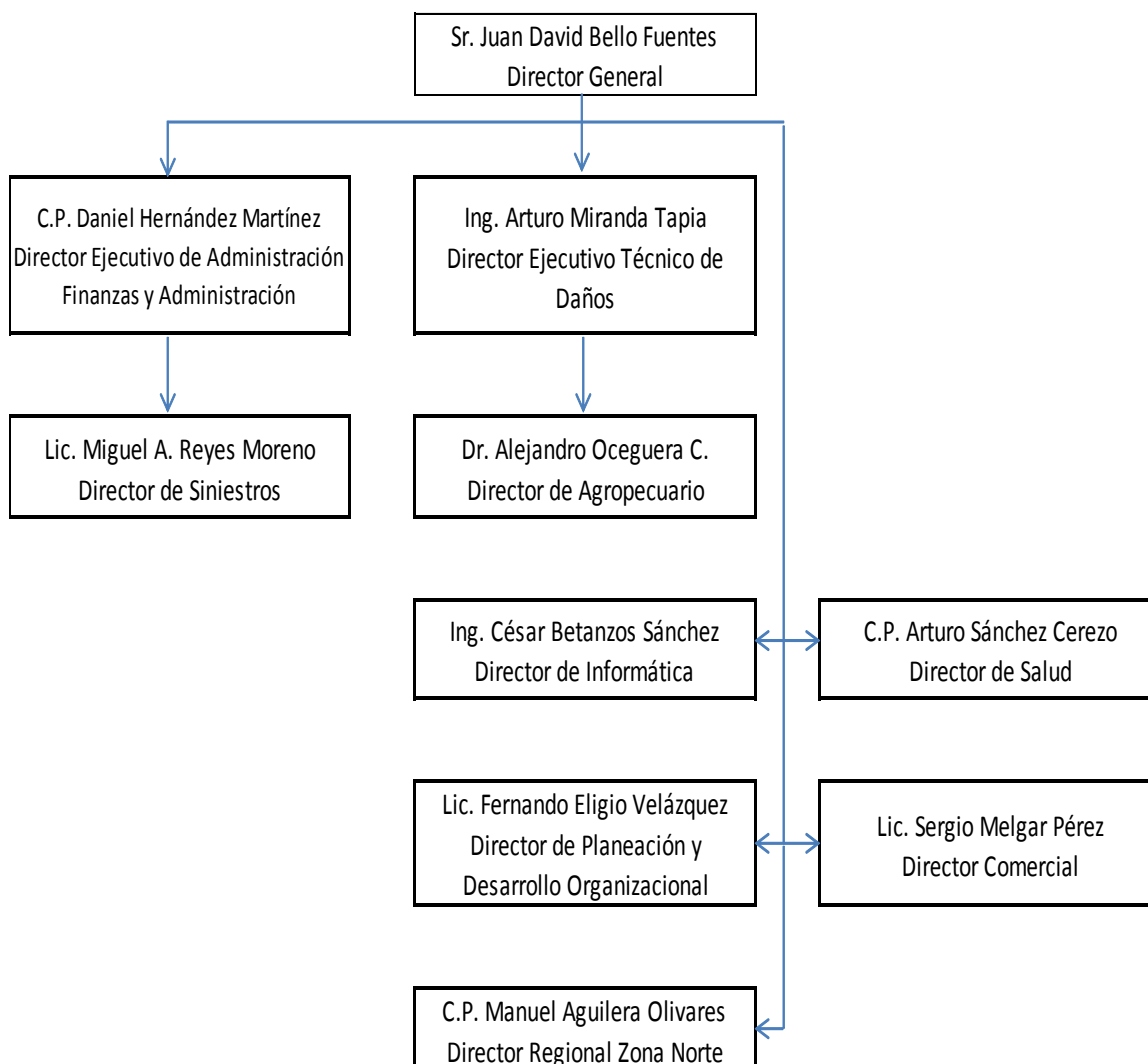 Sr. Juan David Bello Fuentes
Director General
C.P. Daniel Hernández Martínez
Director Ejecutivo de Administración
Finanzas y Administración
Ing. Arturo Miranda Tapia
Director Ejecutivo Técnico de
Daños
Lic. Miguel A. Reyes Moreno
Director de Siniestros
Dr. Alejandro Oceguera C.
Director de Agropecuario
Ing. César Betanzos Sánchez
Director de Informática
C.P. Arturo Sánchez Cerezo
Director de Salud
Lic. Fernando Eligio Velázquez
Director de Planeación y
Desarrollo Organizacional
Lic. Sergio Melgar Pérez
Director Comercial
C.P. Manuel Aguilera Olivares
Director Regional Zona Norte